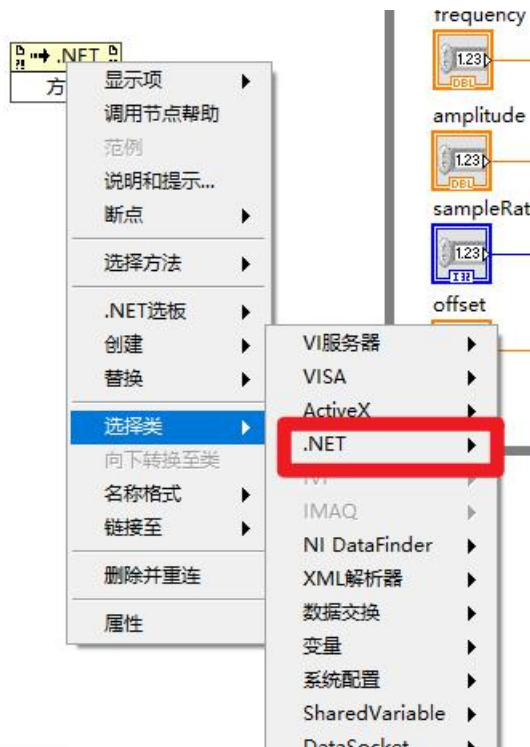 .NET
方
显示项
调用节点帮助
范例
说明和提示...
断点
选择方法
.NET选板
创建
替换
选择类
向下转换至类
名称格式
链接至
删除并重连
属性
VI服务器
VISA
ActiveX
.NET
IVI
IMAQ
NI DataFinder
XML解析器
数据交换
变量
系统配置
SharedVariable
DataSocket
frequency
1.23
DBL
amplitude
1.23
DBL
sampleRat
1.23
I32
offset